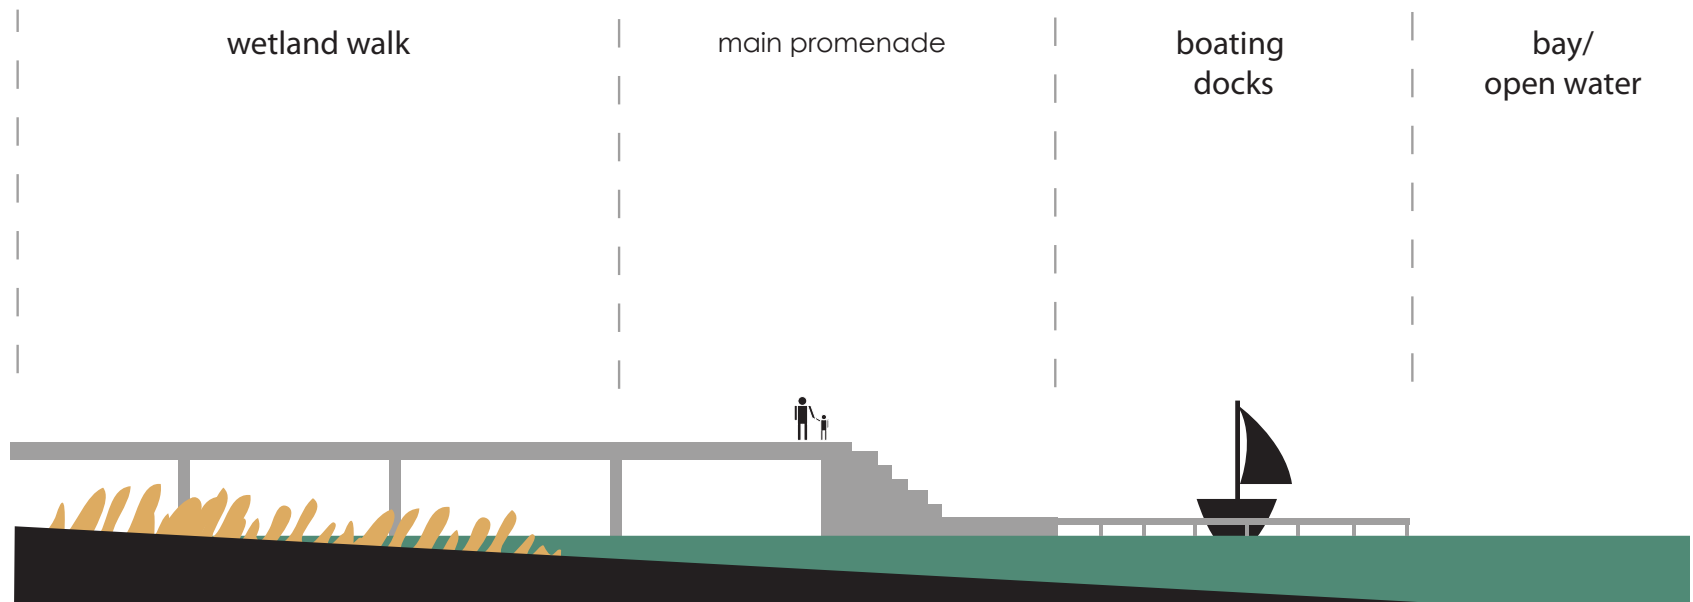 wetland walk
main promenade
boating
docks
bay/
open water